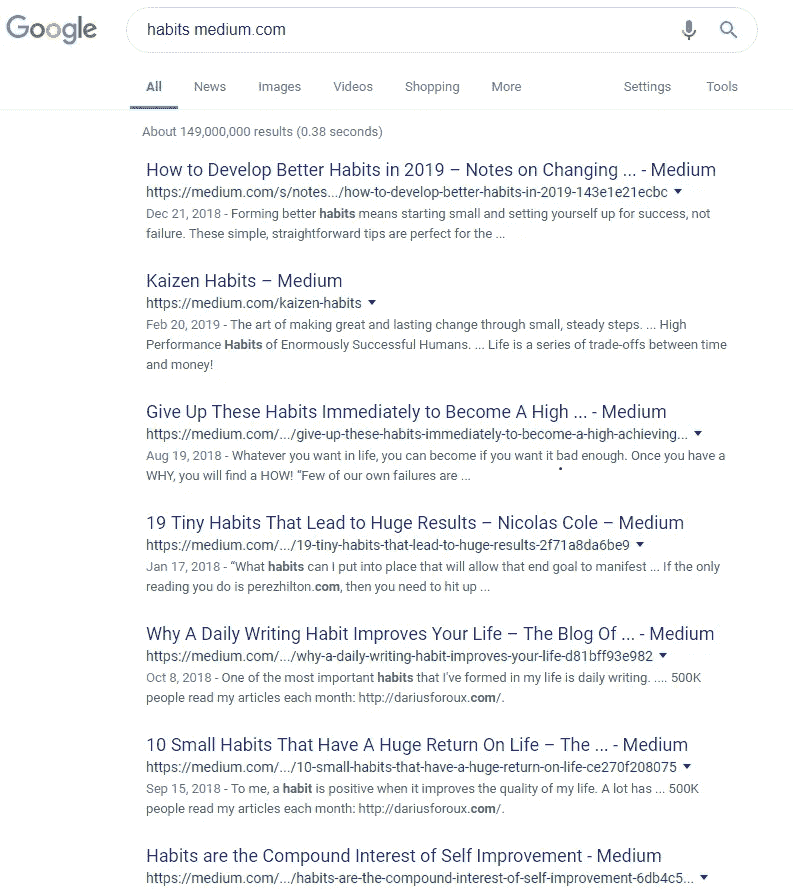 Google
habits medium.com
All News Images Videos Shopping More Settings Tools
About 149,000,000 results (0.38 seconds)
How to Develop Better Habits in 2019 – Notes on Changing ... - Medium
https://medium.com/s/notes.../how-to-develop-better-habits-in-2019-143e1e21ecbc
Dec 21, 2018 - Forming better habits means starting small and setting yourself up for success, not
failure. These simple, straightforward tips are perfect for the ...
Kaizen Habits – Medium
https://medium.com/kaizen-habits
Feb 20, 2019 - The art of making great and lasting change through small, steady steps. ... High
Performance Habits of Enormously Successful Humans. ... Life is a series of trade-offs between time
and money!
Give Up These Habits Immediately to Become A High ... - Medium
https://medium.com/.../give-up-these-habits-immediately-to-become-a-high-achieving...
Aug 19, 2018 - Whatever you want in life, you can become if you want it bad enough. Once you have a
WHY, you will find a HOW! “Few of our own failures are ...
19 Tiny Habits That Lead to Huge Results – Nicolas Cole – Medium
https://medium.com/.../19-tiny-habits-that-lead-to-huge-results-2f71a8da6be9
Jan 17, 2018 - “What habits can I put into place that will allow that end goal to manifest ... If the only
reading you do is perezhilton.com, then you need to hit up ...
Why A Daily Writing Habit Improves Your Life – The Blog Of ... - Medium
https://medium.com/.../why-a-daily-writing-habit-improves-your-life-d81bff93e982
Oct 8, 2018 - One of the most important habits that I've formed in my life is daily writing. .... 500K
people read my articles each month: http://dariusforoux.com/.
10 Small Habits That Have A Huge Return On Life – The ... - Medium
https://medium.com/.../10-small-habits-that-have-a-huge-return-on-life-ce270f208075
Sep 15, 2018 - To me, a habit is positive when it improves the quality of my life. A lot has ... 500K
people read my articles each month: http://dariusforoux.com/.
Habits are the Compound Interest of Self Improvement - Medium
https://medium.com/.../habits-are-the-compound-interest-of-self-improvement-6db4c5...